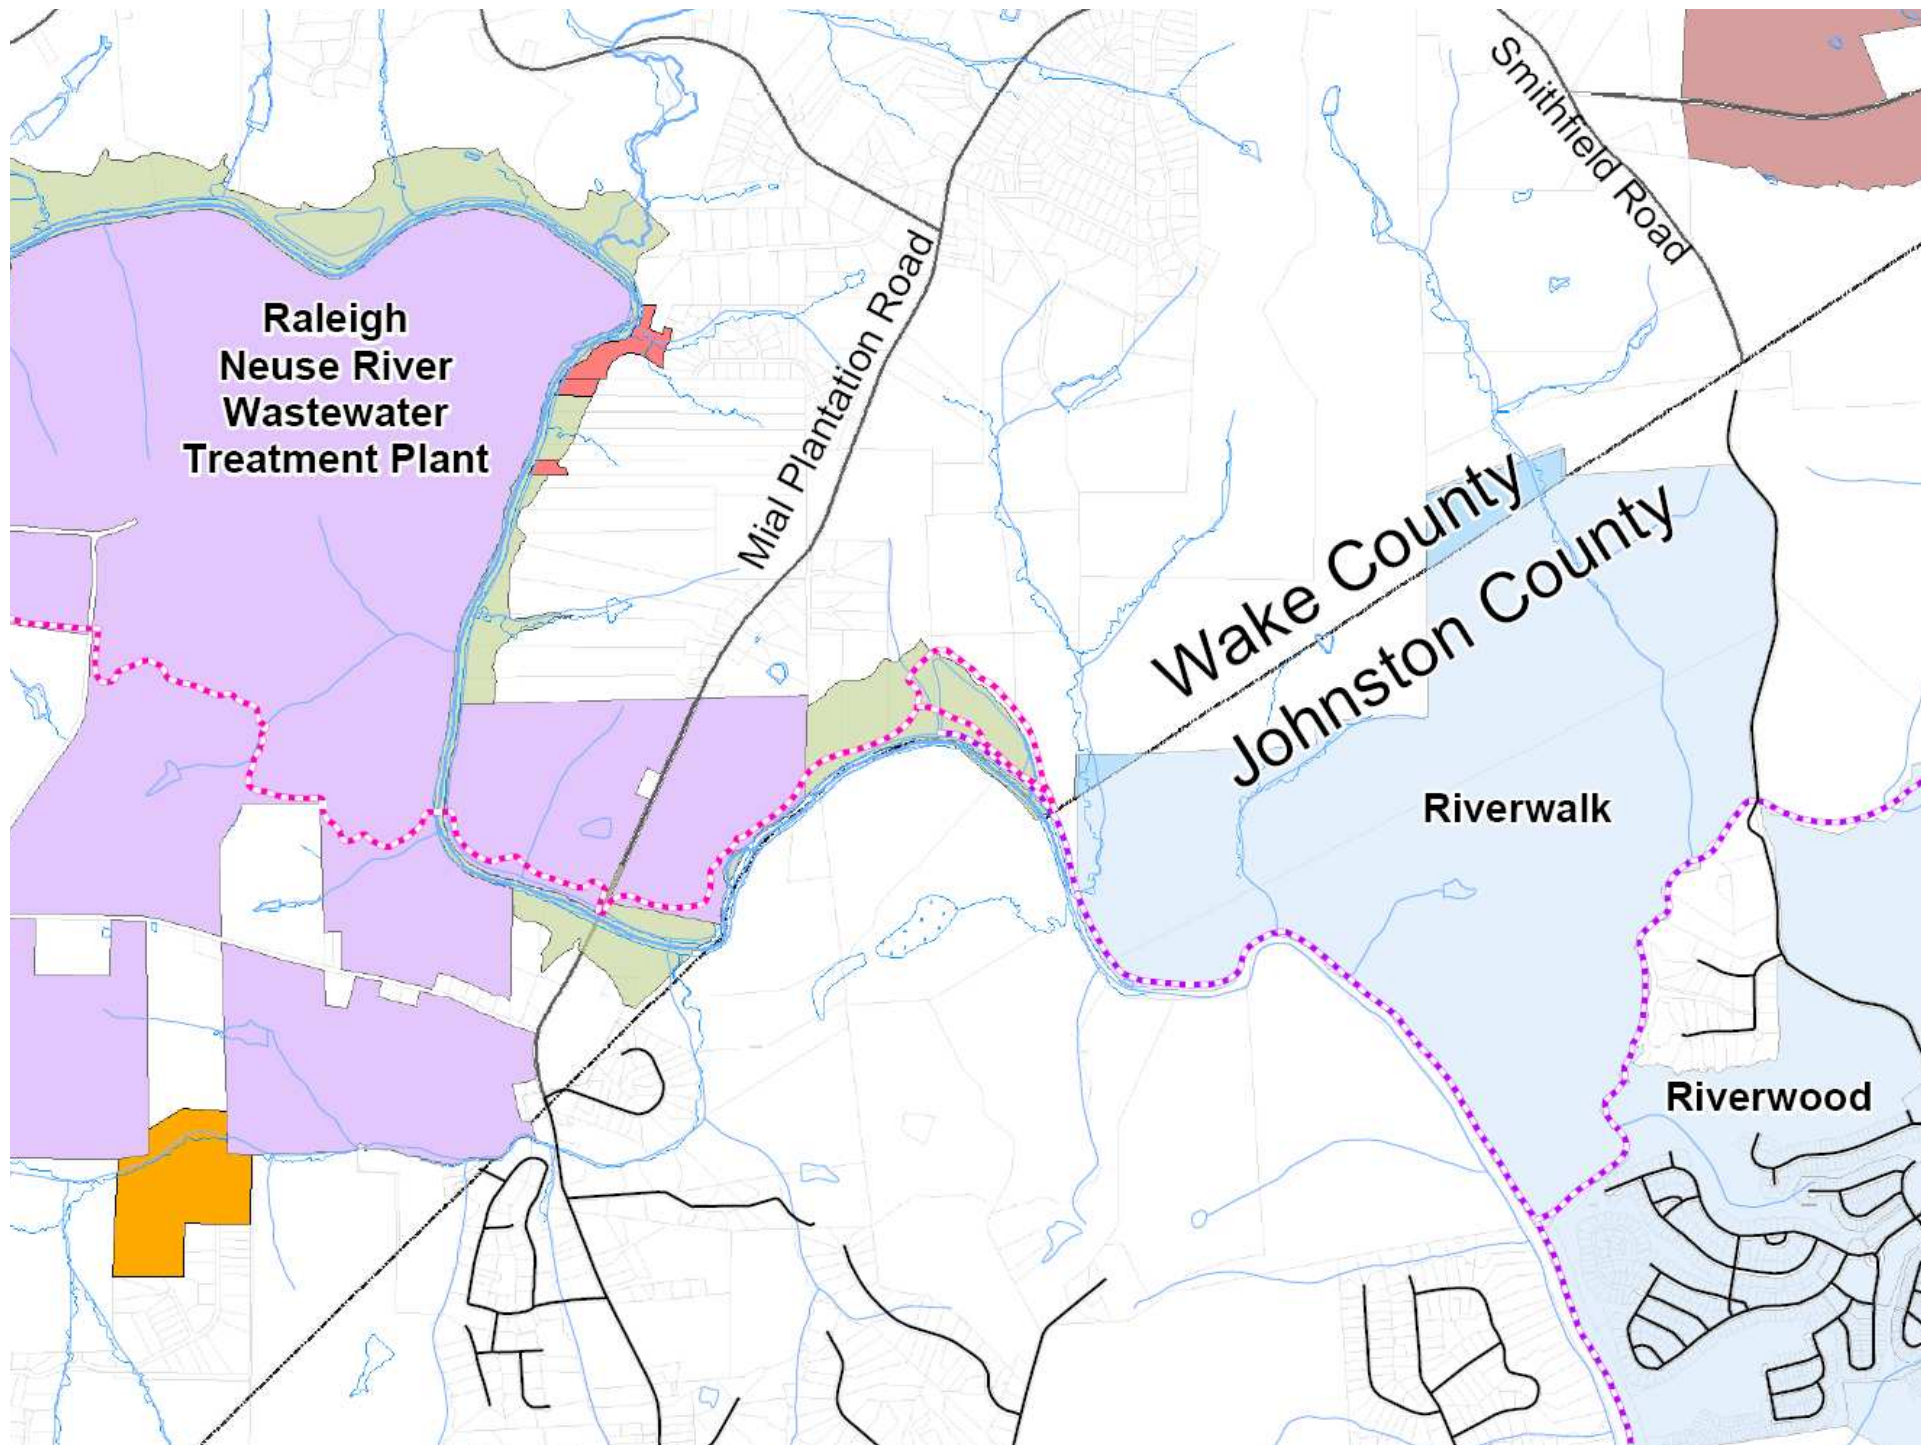 Smithfield Road
Raleigh
Neuse River
Wastewater
Treatment Plant
Mial Plantation Road
Wake County
Johnston County
Riverwalk
Riverwood